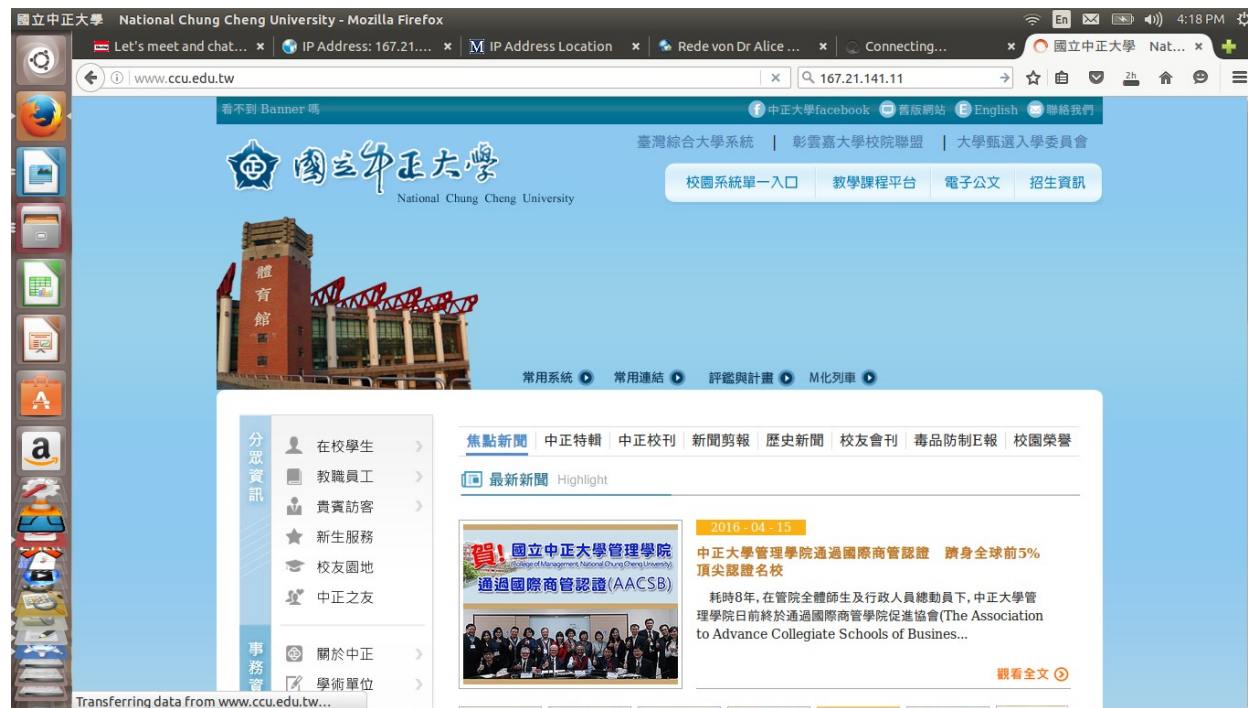 國立中正大學 National Chung Cheng University - Mozilla Firefox
En
4:18 PM
Let's meet and chat...
IP Address: 167.21....
IP Address Location
Rede von Dr Alice ...
Connecting...
國立中正大學 Nat...
www.ccu.edu.tw
167.21.141.11
2h
看不到 Banner 嗎
中正大學facebook
舊版網站
English
聯絡我們
臺灣綜合大學系統 | 彰雲嘉大學校院聯盟 | 大學甄選入學委員會
國立中正大學
National Chung Cheng University
校園系統單一入口 教學課程平台 電子公文 招生資訊
體育館
常用系統 常用連結 評鑑與計畫 M化列車
分眾資訊
在校學生
教職員工
貴賓訪客
新生服務
校友園地
中正之友
事務資
關於中正
學術單位
焦點新聞 中正特輯 中正校刊 新聞剪報 歷史新聞 校友會刊 毒品防制E報 校園榮譽
最新新聞 Highlight
賀! 國立中正大學管理學院
College of Management, National Chung Cheng University
通過國際商管認證(AACSB)
2016 - 04 - 15
中正大學管理學院通過國際商管認證 躋身全球前5%
頂尖認證名校
耗時8年, 在管院全體師生及行政人員總動員下, 中正大學管
理學院日前終於通過國際商管學院促進協會(The Association
to Advance Collegiate Schools of Busines...
觀看全文
Transferring data from www.ccu.edu.tw...